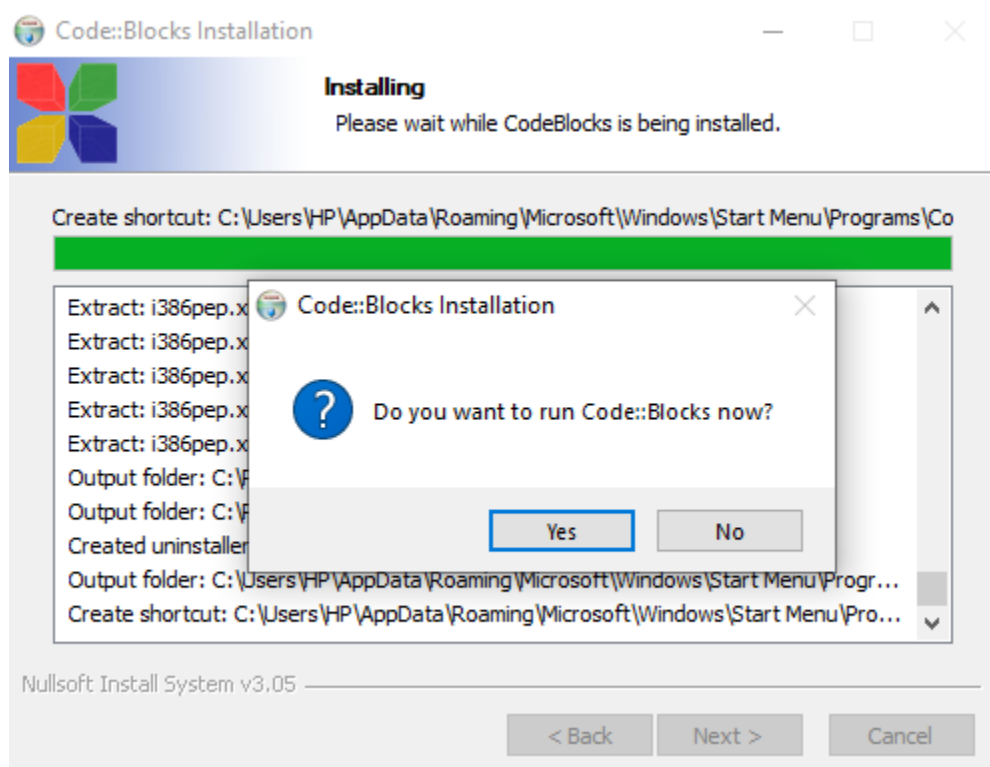 Code::Blocks Installation
Installing
Please wait while CodeBlocks is being installed.
Create shortcut: C:\Users\HP\AppData\Roaming\Microsoft\Windows\Start Menu\Programs\Co
Extract: i386pep.x
Extract: i386pep.x
Extract: i386pep.x
Extract: i386pep.x
Extract: i386pep.x
Output folder: C:\
Output folder: C:\
Created uninstaller
Output folder: C:\Users\HP\AppData\Roaming\Microsoft\Windows\Start Menu\Progr...
Create shortcut: C:\Users\HP\AppData\Roaming\Microsoft\Windows\Start Menu\Pro...
Code::Blocks Installation
Do you want to run Code::Blocks now?
Yes No
Nullsoft Install System v3.05
< Back Next > Cancel